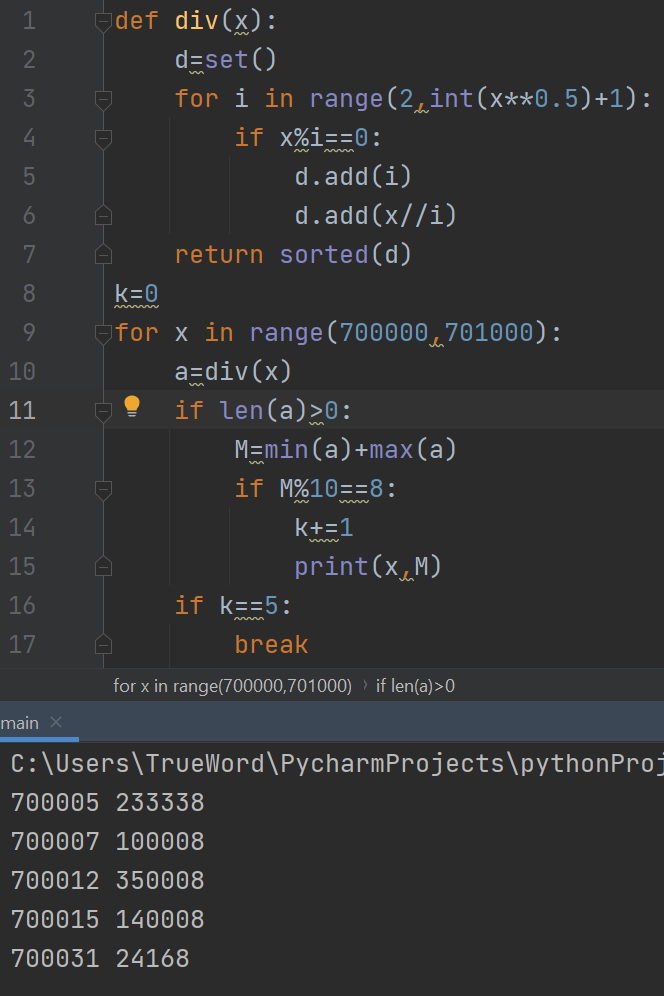 1 def div(x):
2     d=set()
3     for i in range(2,int(x**0.5)+1):
4         if x%i==0:
5             d.add(i)
6             d.add(x//i)
7     return sorted(d)
8 k=0
9 for x in range(700000,701000):
10     a=div(x)
11     if len(a)>0:
12         M=min(a)+max(a)
13         if M%10==8:
14             k+=1
15             print(x,M)
16     if k==5:
17         break
for x in range(700000,701000) › if len(a)>0
main ×
C:\Users\TrueWord\PycharmProjects\pythonProj
700005 233338
700007 100008
700012 350008
700015 140008
700031 24168